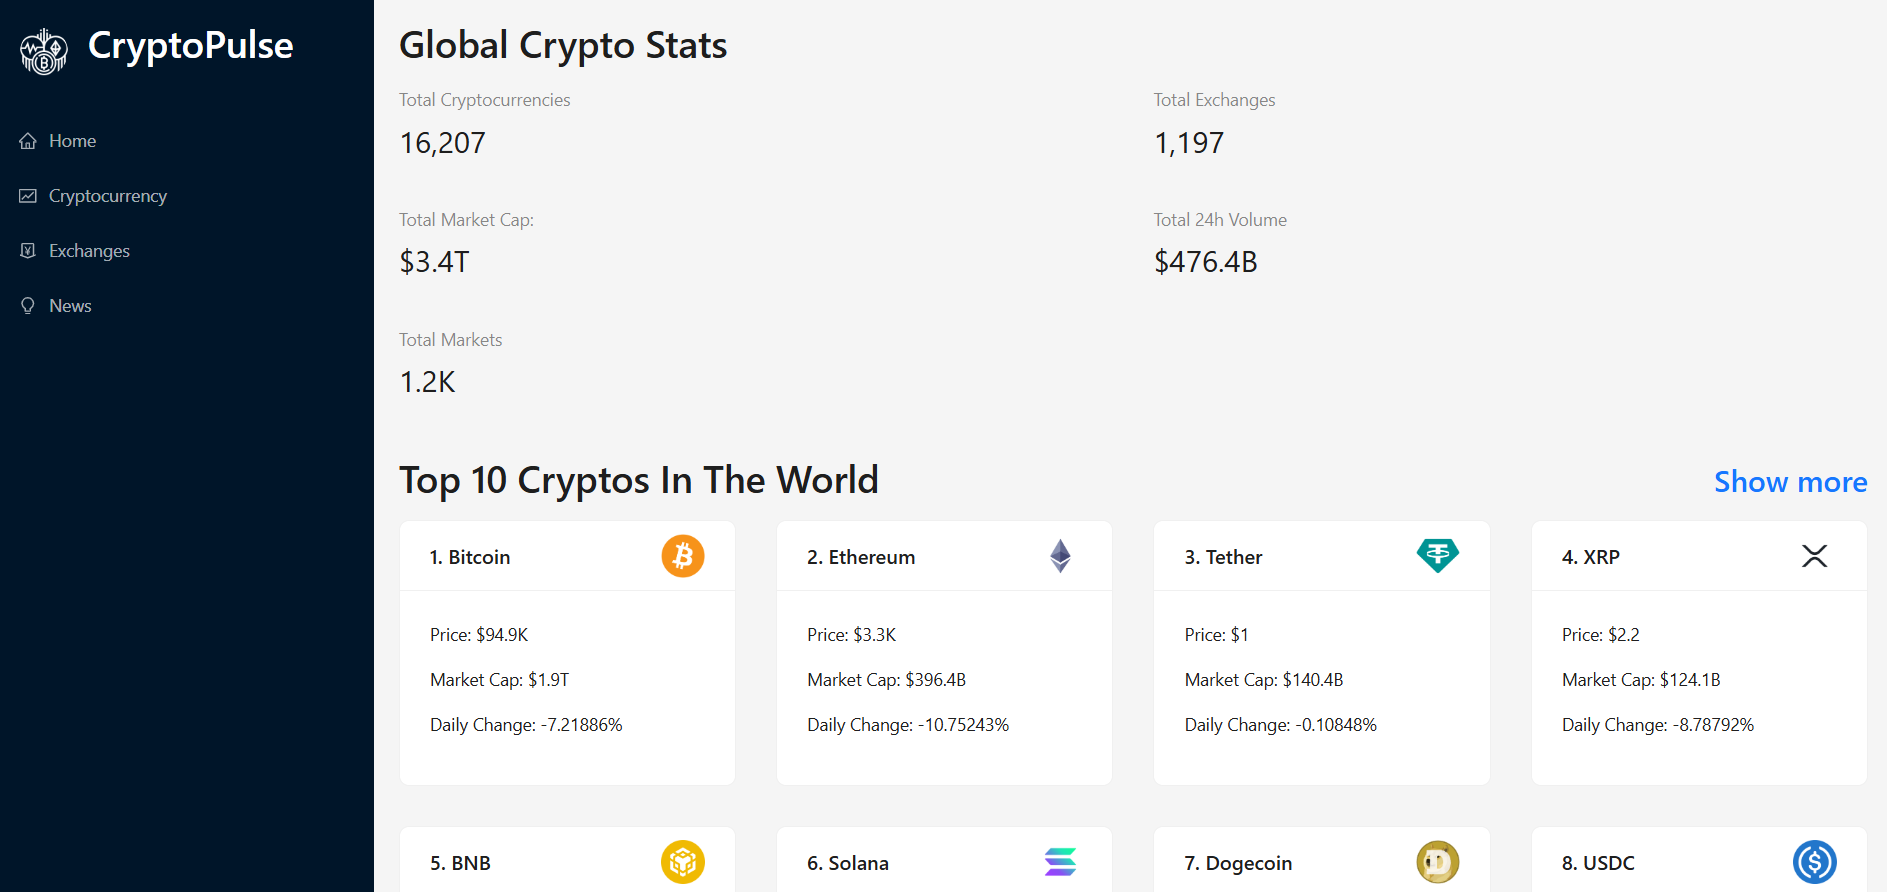 CryptoPulse
Home
Cryptocurrency
Exchanges
News
Global Crypto Stats
Total Cryptocurrencies
16,207
Total Exchanges
1,197
Total Market Cap:
$3.4T
Total 24h Volume
$476.4B
Total Markets
1.2K
Top 10 Cryptos In The World
Show more
1. Bitcoin
Price: $94.9K
Market Cap: $1.9T
Daily Change: -7.21886%
2. Ethereum
Price: $3.3K
Market Cap: $396.4B
Daily Change: -10.75243%
3. Tether
Price: $1
Market Cap: $140.4B
Daily Change: -0.10848%
4. XRP
Price: $2.2
Market Cap: $124.1B
Daily Change: -8.78792%
5. BNB
6. Solana
7. Dogecoin
8. USDC